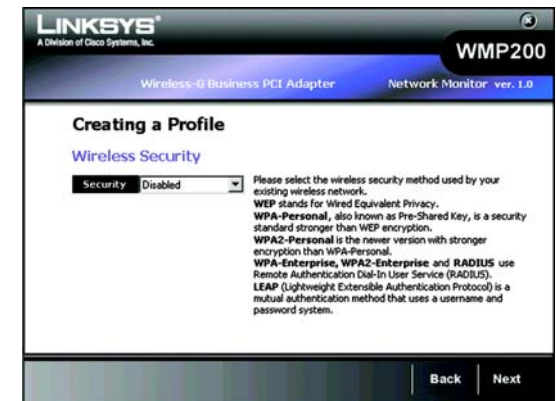 LINKSYS®
A Division of Cisco Systems, Inc.
WMP200
Wireless-G Business PCI Adapter
Network Monitor ver. 1.0
Creating a Profile
Wireless Security
Security Disabled
Please select the wireless security method used by your
existing wireless network.
WEP stands for Wired Equivalent Privacy.
WPA-Personal, also known as Pre-Shared Key, is a security
standard stronger than WEP encryption.
WPA2-Personal is the newer version with stronger
encryption than WPA-Personal.
WPA-Enterprise, WPA2-Enterprise and RADIUS use
Remote Authentication Dial-In User Service (RADIUS).
LEAP (Lightweight Extensible Authentication Protocol) is a
mutual authentication method that uses a username and
password system.
Back Next